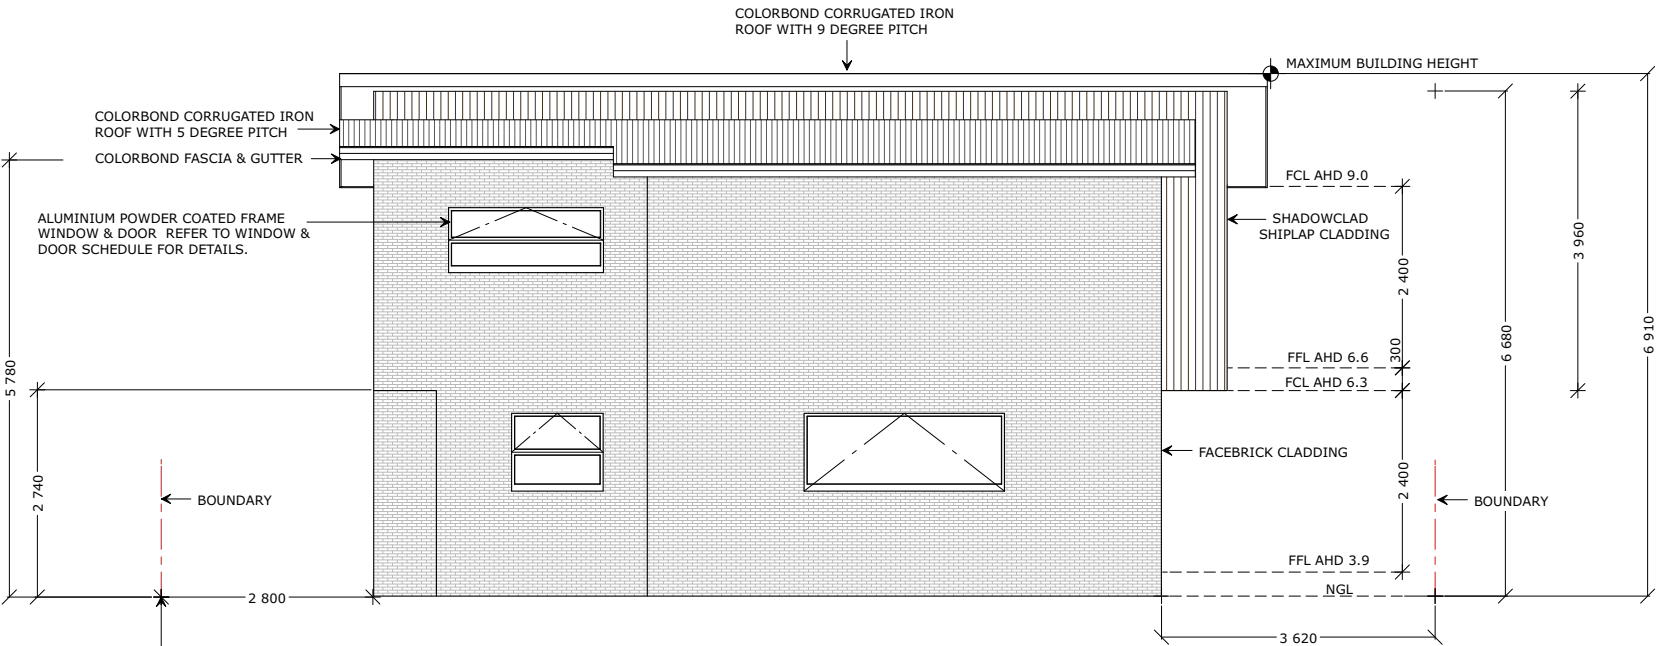 COLORBOND CORRUGATED IRON
ROOF WITH 9 DEGREE PITCH
MAXIMUM BUILDING HEIGHT
COLORBOND CORRUGATED IRON
ROOF WITH 5 DEGREE PITCH
COLORBOND FASCIA & GUTTER
FCL AHD 9.0
ALUMINIUM POWDER COATED FRAME
WINDOW & DOOR REFER TO WINDOW &
DOOR SCHEDULE FOR DETAILS.
SHADOWCLAD
SHIPLAP CLADDING
3 960
2 400
6 680
6 910
5 780
FFL AHD 6.6
300
FCL AHD 6.3
FACEBRICK CLADDING
2 400
2 740
BOUNDARY
BOUNDARY
FFL AHD 3.9
NGL
2 800
3 620